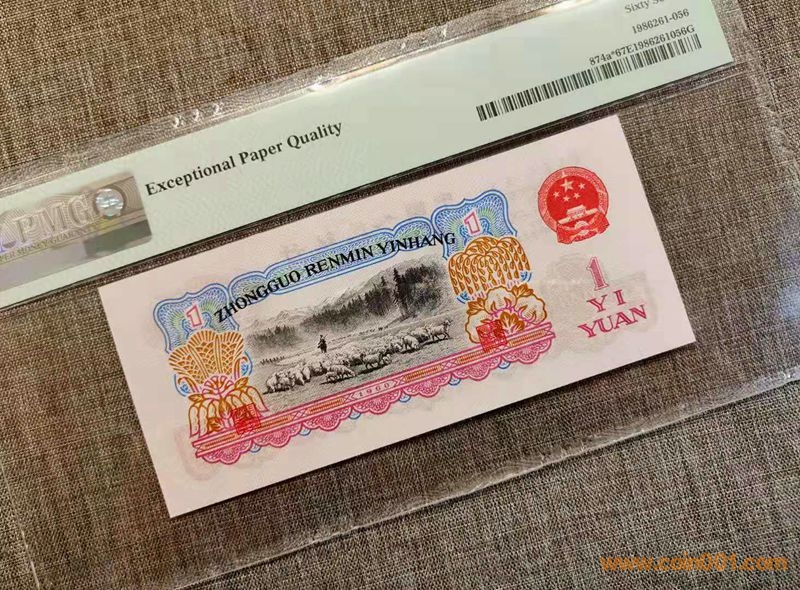 Sixty
1986261-056
874a*67E1986261056G
Exceptional Paper Quality
PMG
1
ZHONGGUO RENMIN YINHANG
1
1
YI
YUAN
1960
www.coin001.com